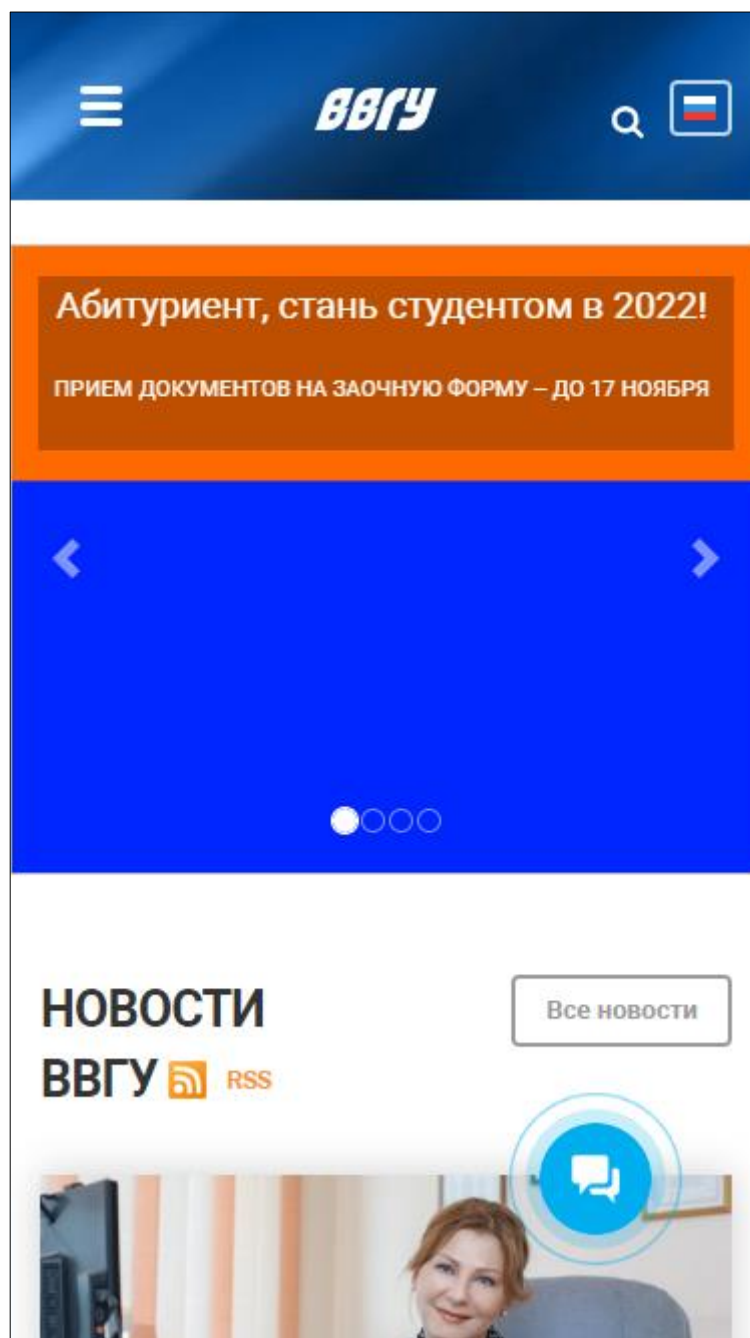 ВВГУ
Абитуриент, стань студентом в 2022!
ПРИЕМ ДОКУМЕНТОВ НА ЗАОЧНУЮ ФОРМУ – ДО 17 НОЯБРЯ
НОВОСТИ
Все новости
ВВГУ RSS